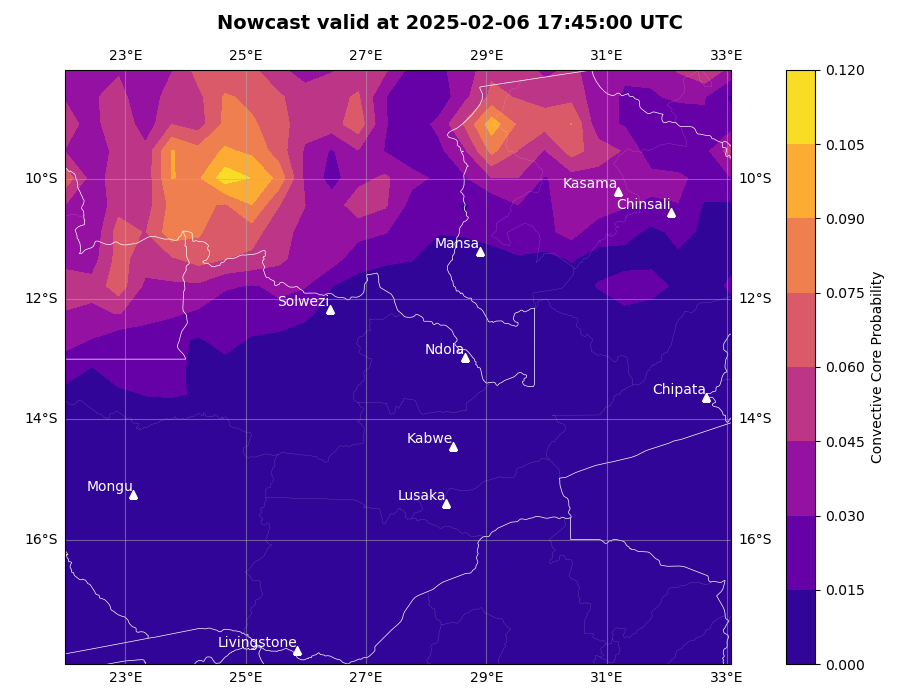 Nowcast valid at 2025-02-06 17:45:00 UTC
23°E 25°E 27°E 29°E 31°E 33°E
0.120
0.105
10°S Kasama 10°S
Chinsali
0.090
Mansa
0.075
12°S Solwezi 12°S
Ndola
0.060
Chipata
14°S 14°S
Kabwe
0.045
Mongu
Lusaka
0.030
16°S 16°S
0.015
Livingstone
0.000
23°E 25°E 27°E 29°E 31°E 33°E
Convective Core Probability